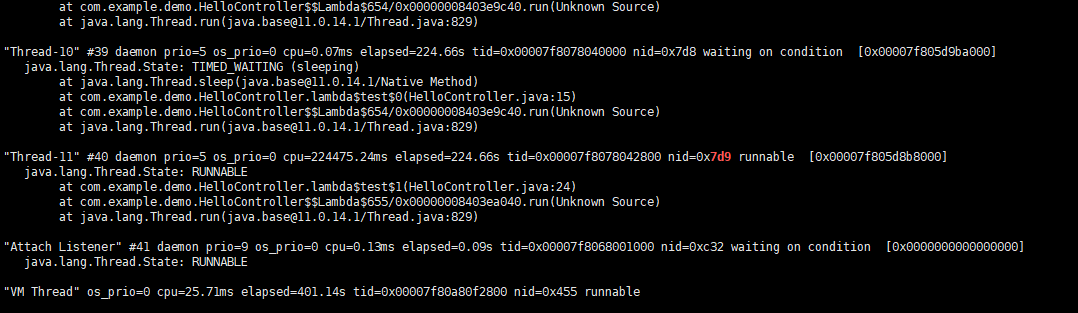 at com.example.demo.HelloController$$Lambda$654/0x00000008403e9c40.run(Unknown Source)
at java.lang.Thread.run(java.base@11.0.14.1/Thread.java:829)
"Thread-10" #39 daemon prio=5 os_prio=0 cpu=0.07ms elapsed=224.66s tid=0x00007f8078040000 nid=0x7d8 waiting on condition  [0x00007f805d9ba000]
java.lang.Thread.State: TIMED_WAITING (sleeping)
at java.lang.Thread.sleep(java.base@11.0.14.1/Native Method)
at com.example.demo.HelloController.lambda$test$0(HelloController.java:15)
at com.example.demo.HelloController$$Lambda$654/0x00000008403e9c40.run(Unknown Source)
at java.lang.Thread.run(java.base@11.0.14.1/Thread.java:829)
"Thread-11" #40 daemon prio=5 os_prio=0 cpu=224475.24ms elapsed=224.66s tid=0x00007f8078042800 nid=0x7d9 runnable  [0x00007f805d8b8000]
java.lang.Thread.State: RUNNABLE
at com.example.demo.HelloController.lambda$test$1(HelloController.java:24)
at com.example.demo.HelloController$$Lambda$655/0x00000008403ea040.run(Unknown Source)
at java.lang.Thread.run(java.base@11.0.14.1/Thread.java:829)
"Attach Listener" #41 daemon prio=9 os_prio=0 cpu=0.13ms elapsed=0.09s tid=0x00007f8068001000 nid=0xc32 waiting on condition  [0x0000000000000000]
java.lang.Thread.State: RUNNABLE
"VM Thread" os_prio=0 cpu=25.71ms elapsed=401.14s tid=0x00007f80a80f2800 nid=0x455 runnable